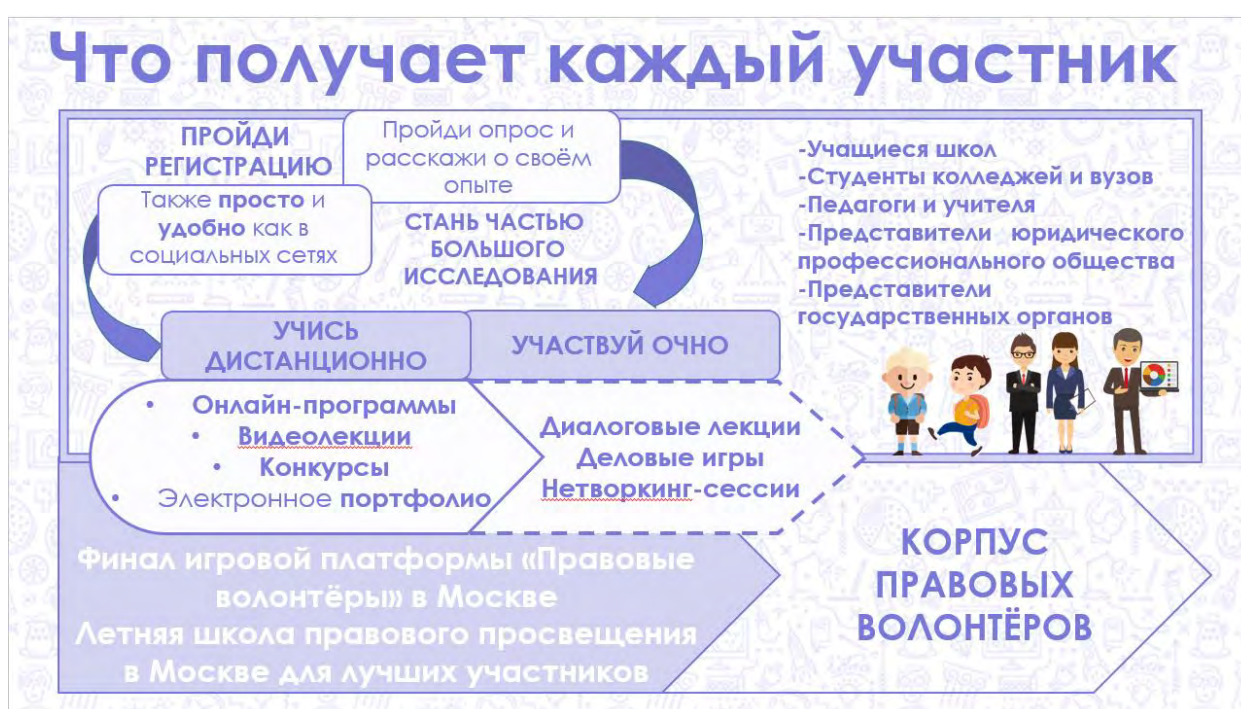 Что получает каждый участник
ПРОЙДИ
РЕГИСТРАЦИЮ
Также просто и
удобно как в
социальных сетях
Пройди опрос и
расскажи о своём
опыте
СТАНЬ ЧАСТЬЮ
БОЛЬШОГО
ИССЛЕДОВАНИЯ
-Учащиеся школ
-Студенты колледжей и вузов
-Педагоги и учителя
-Представители юридического
профессионального общества
-Представители
государственных органов
УЧИСЬ
ДИСТАНЦИОННО
УЧАСТВУЙ ОЧНО
• Онлайн-программы
• Видеолекции
• Конкурсы
• Электронное портфолио
Диалоговые лекции
Деловые игры
Нетворкинг-сессии
Финал игровой платформы «Правовые
волонтёры» в Москве
Летняя школа правового просвещения
в Москве для лучших участников
КОРПУС
ПРАВОВЫХ
ВОЛОНТЁРОВ